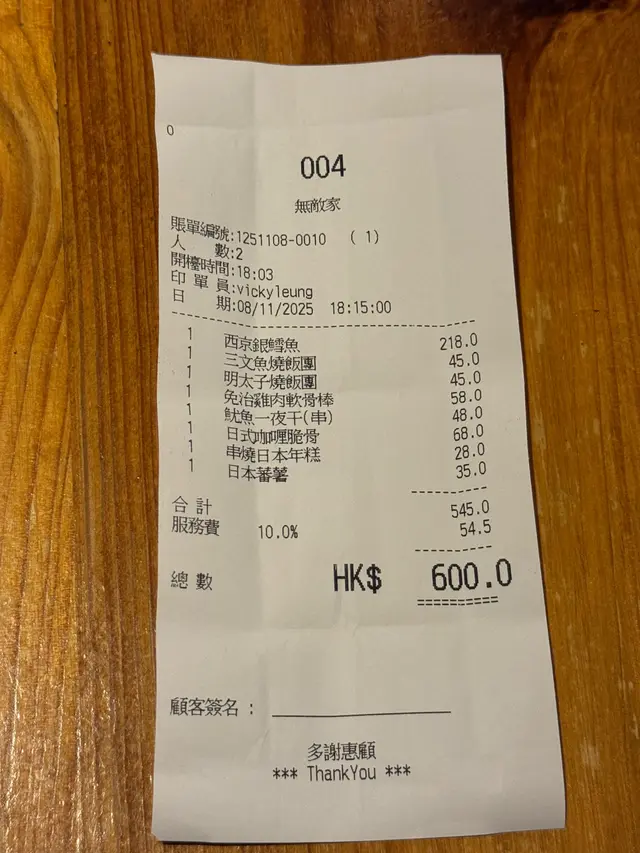 0
004
無敵家
賬單編號:1251108-0010 ( 1)
人 數:2
開檯時間:18:03
印 單 員:vickyleung
日 期:08/11/2025 18:15:00
1 西京銀鱈魚 218.0
1 三文魚燒飯團 45.0
1 明太子燒飯團 45.0
1 免治雞肉軟骨棒 58.0
1 魷魚一夜干(串) 48.0
1 日式咖喱脆骨 68.0
1 串燒日本年糕 28.0
1 日本蕃薯 35.0
合計 545.0
服務費 10.0% 54.5
總數 HK$ 600.0
顧客簽名 :
多謝惠顧
*** ThankYou ***